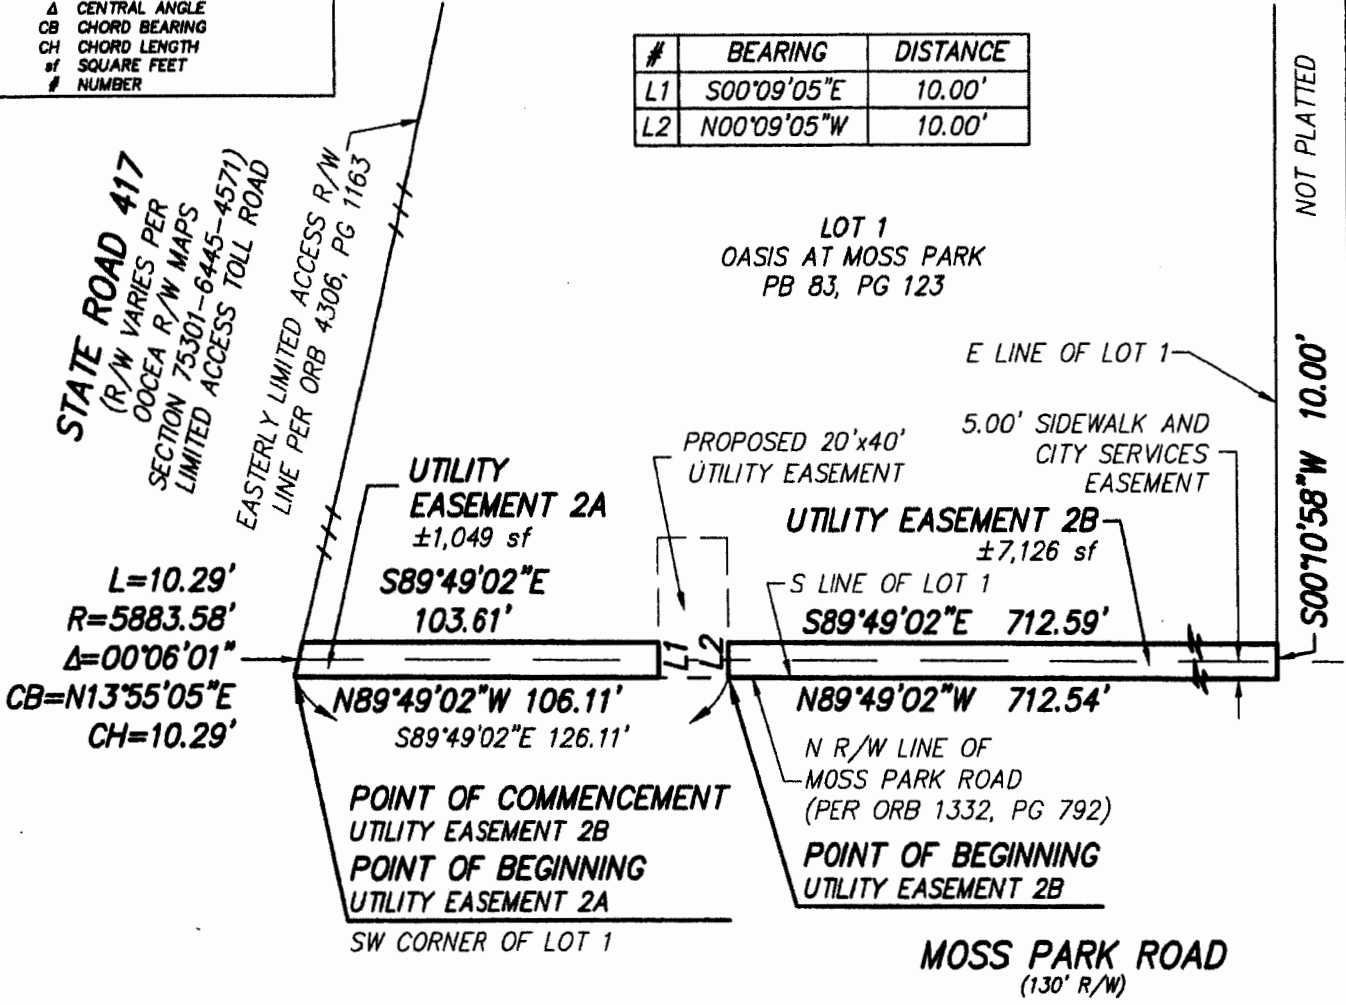 Δ CENTRAL ANGLE
CB CHORD BEARING
CH CHORD LENGTH
sf SQUARE FEET
# NUMBER
# BEARING DISTANCE
L1 S00°09'05"E 10.00'
L2 N00°09'05"W 10.00'
NOT PLATTED
STATE ROAD 417
(R/W VARIES PER
OOCEA R/W MAPS
SECTION 75301-6445-4571)
LIMITED ACCESS TOLL ROAD
EASTERLY LIMITED ACCESS R/W
LINE PER ORB 4306, PG 1163
LOT 1
OASIS AT MOSS PARK
PB 83, PG 123
E LINE OF LOT 1
S00°10'58"W 10.00'
5.00' SIDEWALK AND
CITY SERVICES
EASEMENT
PROPOSED 20'x40'
UTILITY EASEMENT
UTILITY
EASEMENT 2A
±1,049 sf
UTILITY EASEMENT 2B
±7,126 sf
S LINE OF LOT 1
S89°49'02"E
103.61'
S89°49'02"E 712.59'
L=10.29'
R=5883.58'
Δ=00°06'01"
CB=N13°55'05"E
CH=10.29'
L1
L2
N89°49'02"W 106.11'
S89°49'02"E 126.11'
N89°49'02"W 712.54'
N R/W LINE OF
MOSS PARK ROAD
(PER ORB 1332, PG 792)
POINT OF COMMENCEMENT
UTILITY EASEMENT 2B
POINT OF BEGINNING
UTILITY EASEMENT 2A
SW CORNER OF LOT 1
POINT OF BEGINNING
UTILITY EASEMENT 2B
MOSS PARK ROAD
(130' R/W)